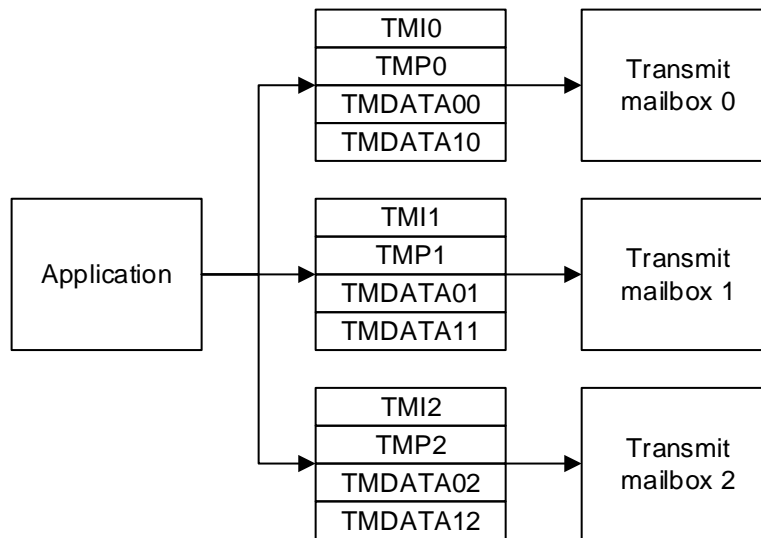 TMI0
TMP0
TMDATA00
TMDATA10
Transmit
mailbox 0
Application
TMI1
TMP1
TMDATA01
TMDATA11
Transmit
mailbox 1
TMI2
TMP2
TMDATA02
TMDATA12
Transmit
mailbox 2